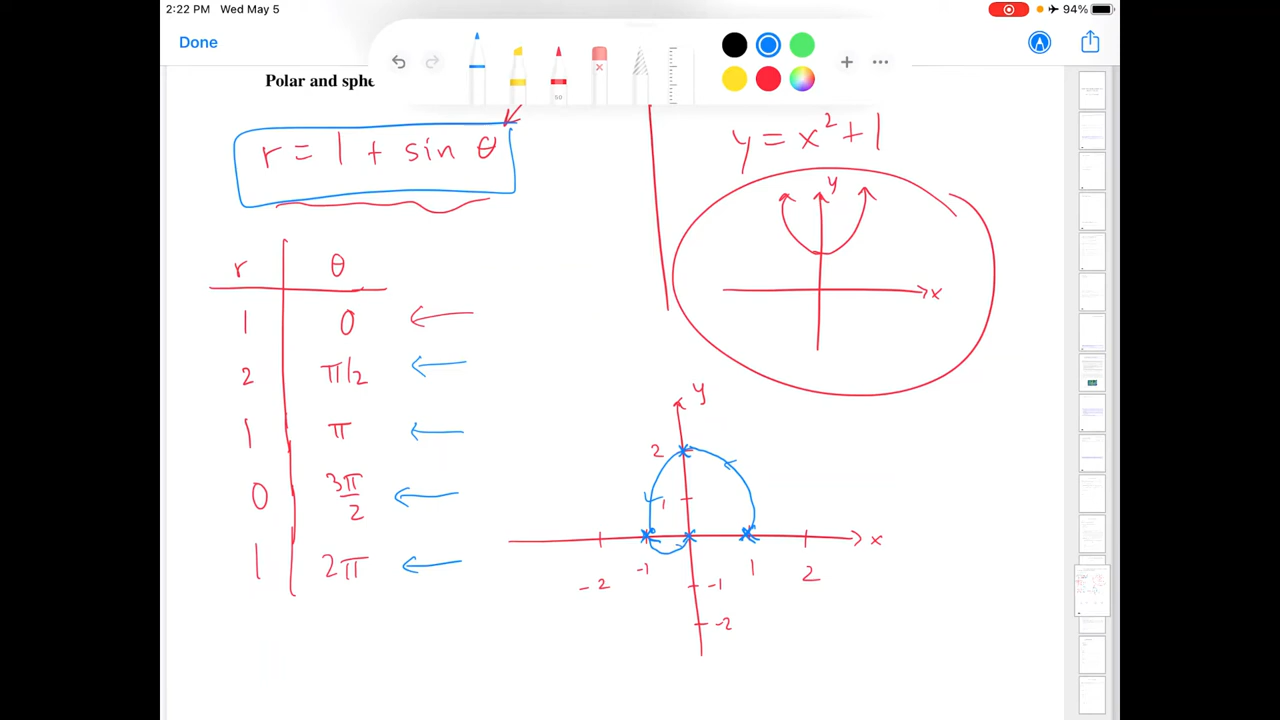 2:22 PM Wed May 5
94%
Done
Polar and sphe
r = 1 + sin θ
y = x² + 1
y
x
r θ
1 0
2 π/2
1 π
0 3π/2
1 2π
y
2
1
x
-2 -1 1 2
-1
-2